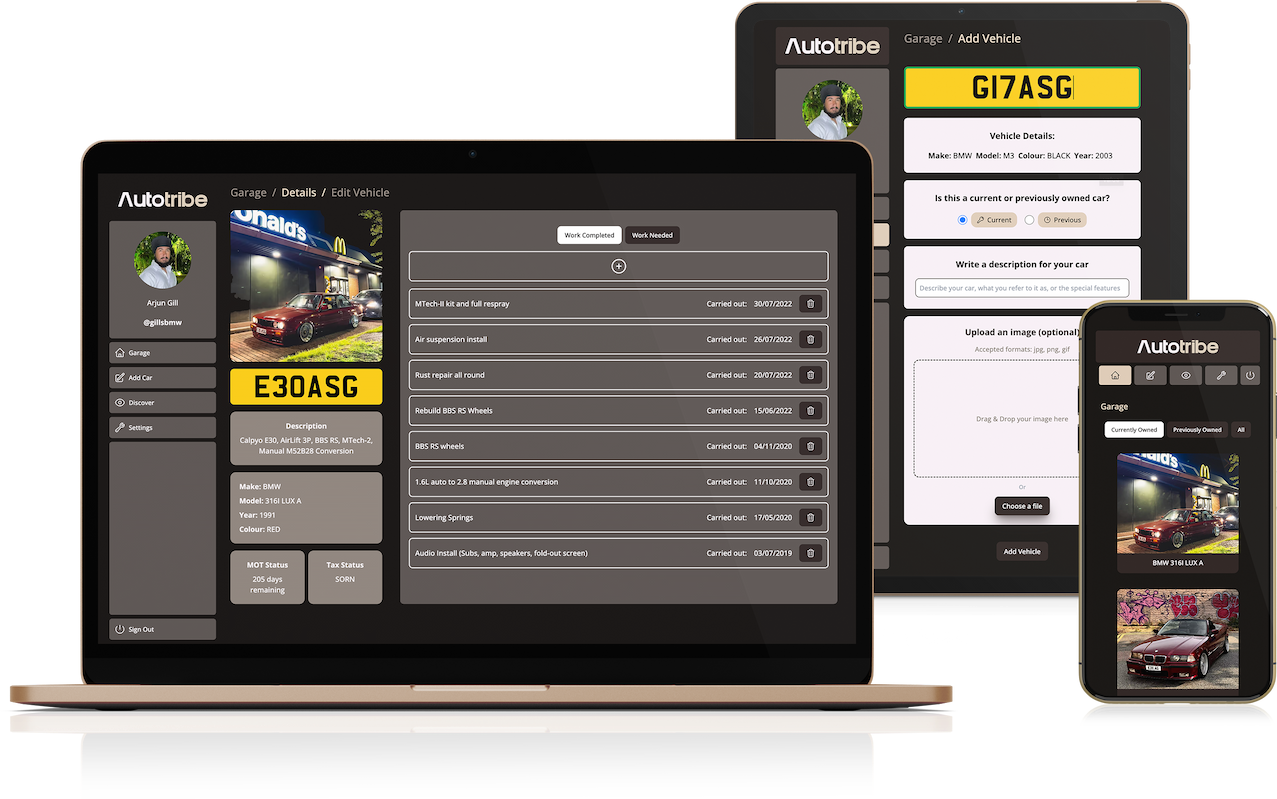 Autotribe
Garage / Details / Edit Vehicle
Arjun Gill
@gillsbmw
Garage
Add Car
Discover
Settings
Sign Out
onald's
E30ASG
Description
Calpyo E30, AirLift 3P, BBS RS, MTech-2,
Manual M52B28 Conversion
Make: BMW
Model: 316I LUX A
Year: 1991
Colour: RED
MOT Status
205 days
remaining
Tax Status
SORN
Work Completed
Work Needed
MTech-II kit and full respray Carried out: 30/07/2022
Air suspension install Carried out: 26/07/2022
Rust repair all round Carried out: 20/07/2022
Rebuild BBS RS Wheels Carried out: 15/06/2022
BBS RS wheels Carried out: 04/11/2020
1.6L auto to 2.8 manual engine conversion Carried out: 11/10/2020
Lowering Springs Carried out: 17/05/2020
Audio Install (Subs, amp, speakers, fold-out screen) Carried out: 03/07/2019
Autotribe
Garage / Add Vehicle
G17ASG
Vehicle Details:
Make: BMW Model: M3 Colour: BLACK Year: 2003
Is this a current or previously owned car?
Current
Previous
Write a description for your car
Describe your car, what you refer to it as, or the special features
Upload an image (optional)
Accepted formats: jpg, png, gif
Drag & Drop your image here
Or
Choose a file
Add Vehicle
Autotribe
Garage
Currently Owned
Previously Owned
All
BMW 316I LUX A